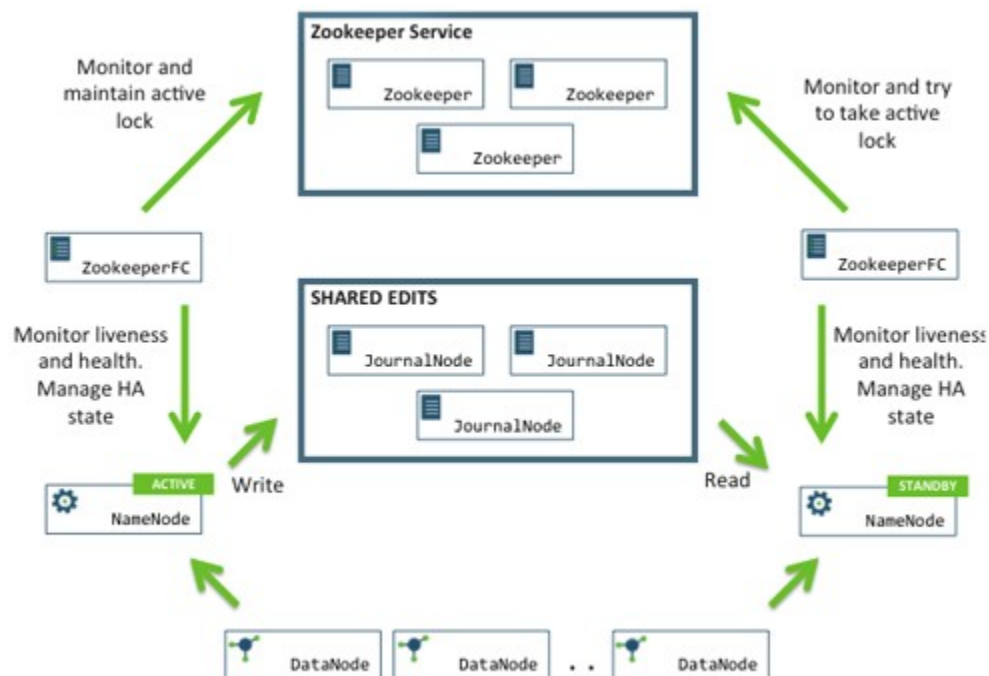 Zookeeper Service
Zookeeper
Zookeeper
Zookeeper
Monitor and
maintain active
lock
Monitor and try
to take active
lock
ZookeeperFC
ZookeeperFC
SHARED EDITS
JournalNode
JournalNode
JournalNode
Monitor liveness
and health.
Manage HA
state
Monitor liveness
and health.
Manage HA
state
Write
Read
ACTIVE
NameNode
STANDBY
NameNode
DataNode
DataNode
. .
DataNode